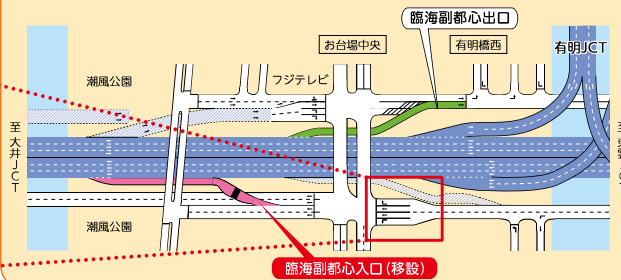 臨海副都心出口
お台場中央
有明橋西
有明JCT
潮風公園
フジテレビ
至大井JCT
潮風公園
臨海副都心入口(移設)